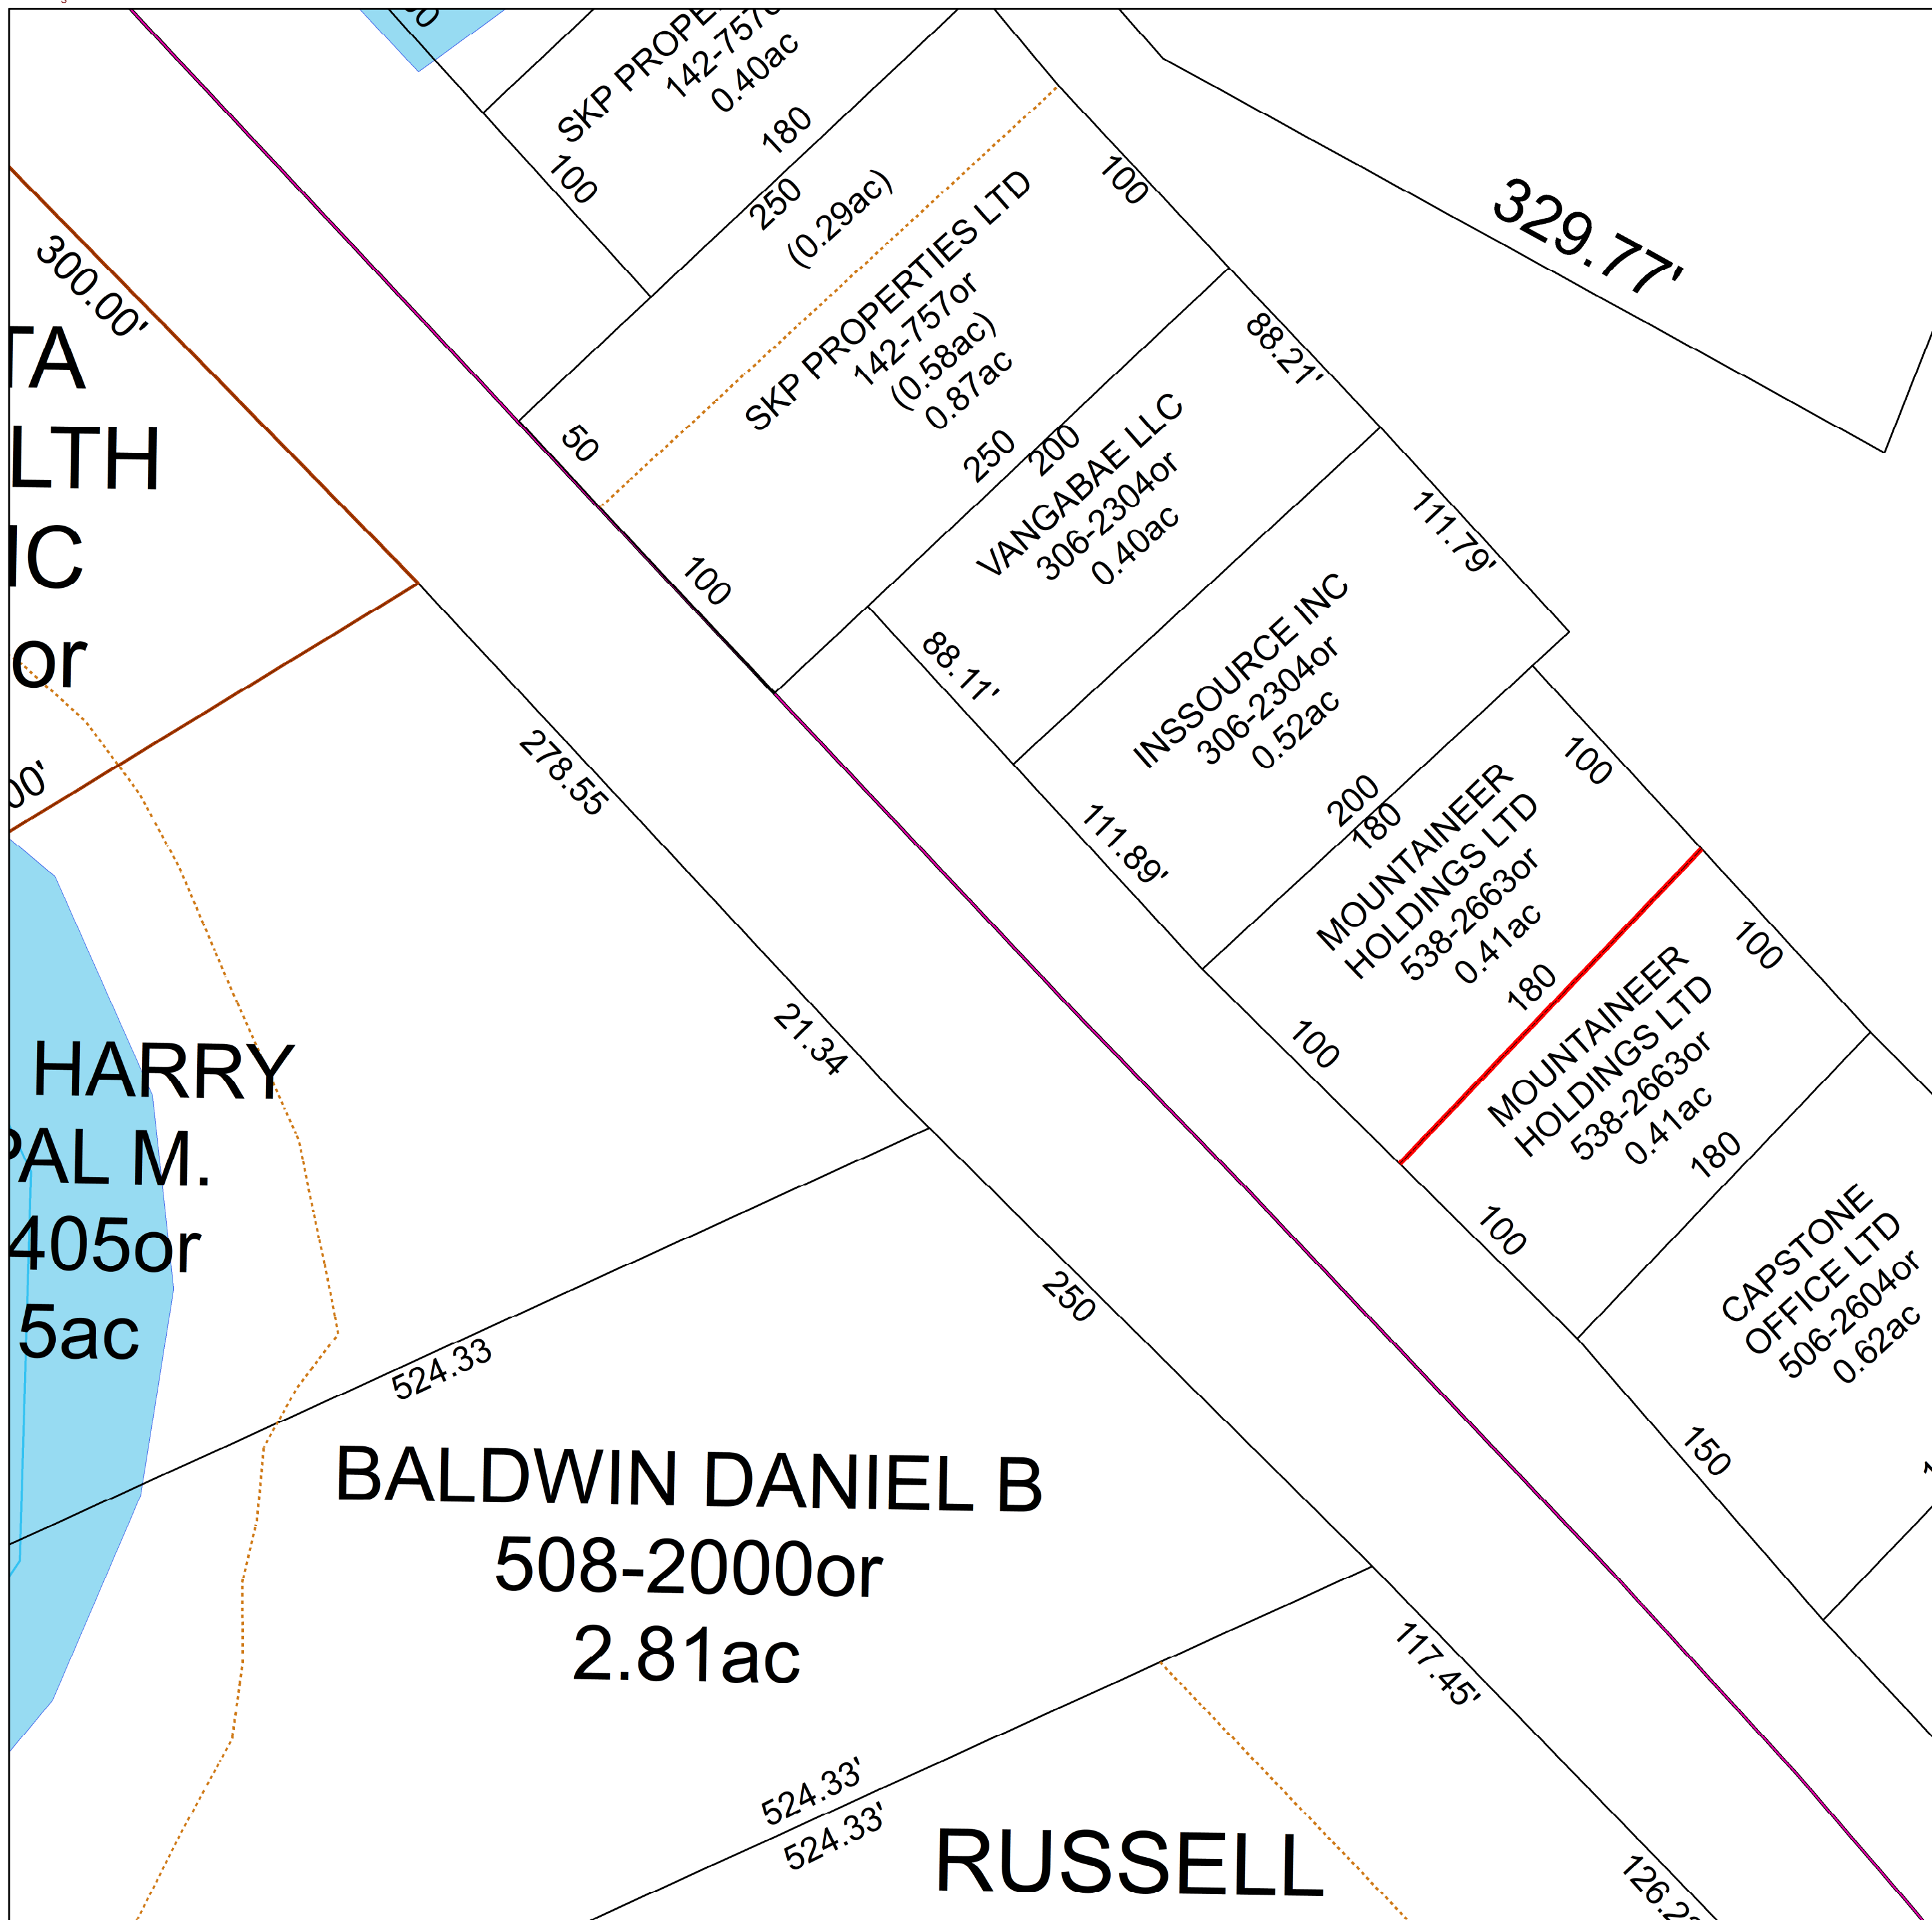 SKP PROPE
142-757
0.40ac
180
100
250
(0.29ac)
SKP PROPERTIES LTD
142-757or
(0.58ac)
0.87ac
250
50
100
100
329.77'
88.21'
200
VANGABAE LLC
306-2304or
0.40ac
88.11'
111.79'
INSSOURCE INC
306-2304or
0.52ac
200
111.89'
180
MOUNTAINEER
HOLDINGS LTD
538-2663or
0.41ac
180
100
100
MOUNTAINEER
HOLDINGS LTD
538-2663or
0.41ac
180
100
100
CAPSTONE
OFFICE LTD
506-2604or
0.62ac
150
300.00'
TA
LTH
IC
or
00'
278.55
21.34
HARRY
PAL M.
405or
5ac
524.33
250
BALDWIN DANIEL B
508-2000or
2.81ac
117.45'
524.33'
524.33'
RUSSELL
126.2